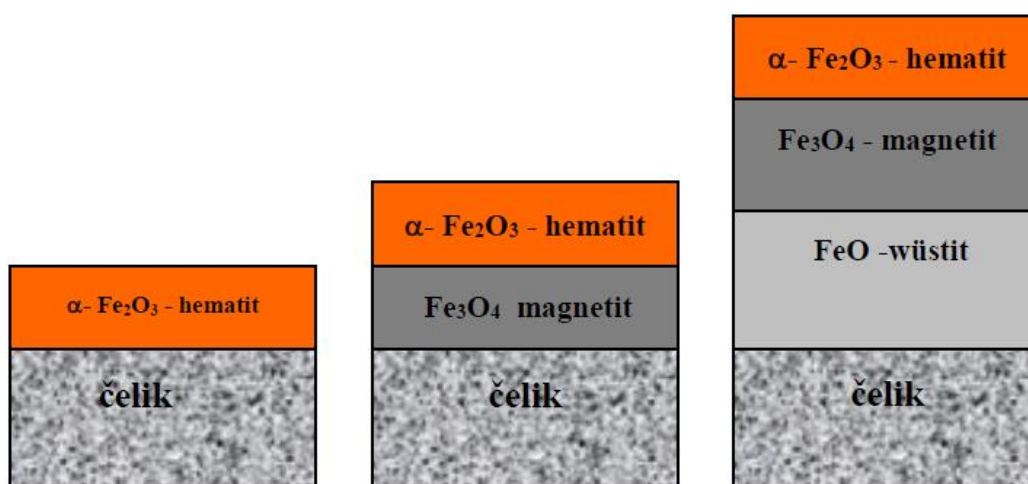 α- Fe₂O₃ - hematit
čelik
α- Fe₂O₃ - hematit
Fe₃O₄ magnetit
čelik
α- Fe₂O₃ - hematit
Fe₃O₄ - magnetit
FeO -wüstit
čelik